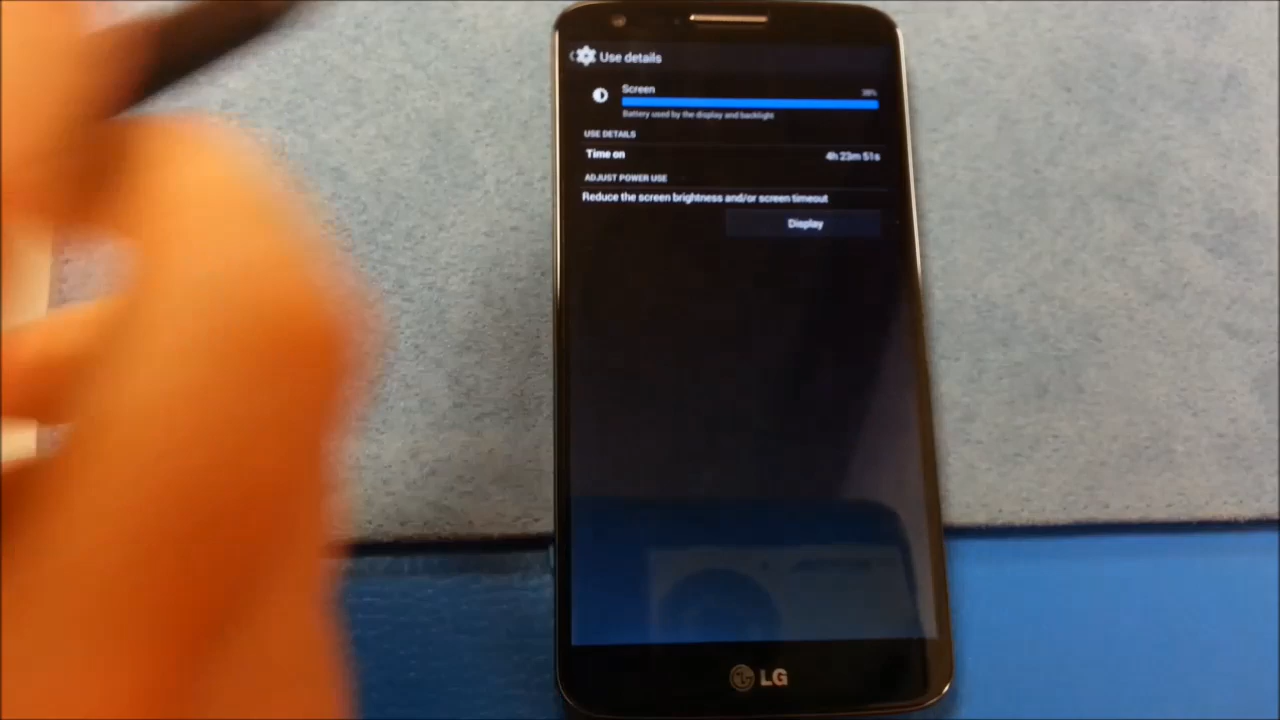 Use details
Screen
38%
Battery used by the display and backlight
USE DETAILS
Time on
4h 23m 51s
ADJUST POWER USE
Reduce the screen brightness and/or screen timeout
Display
LG